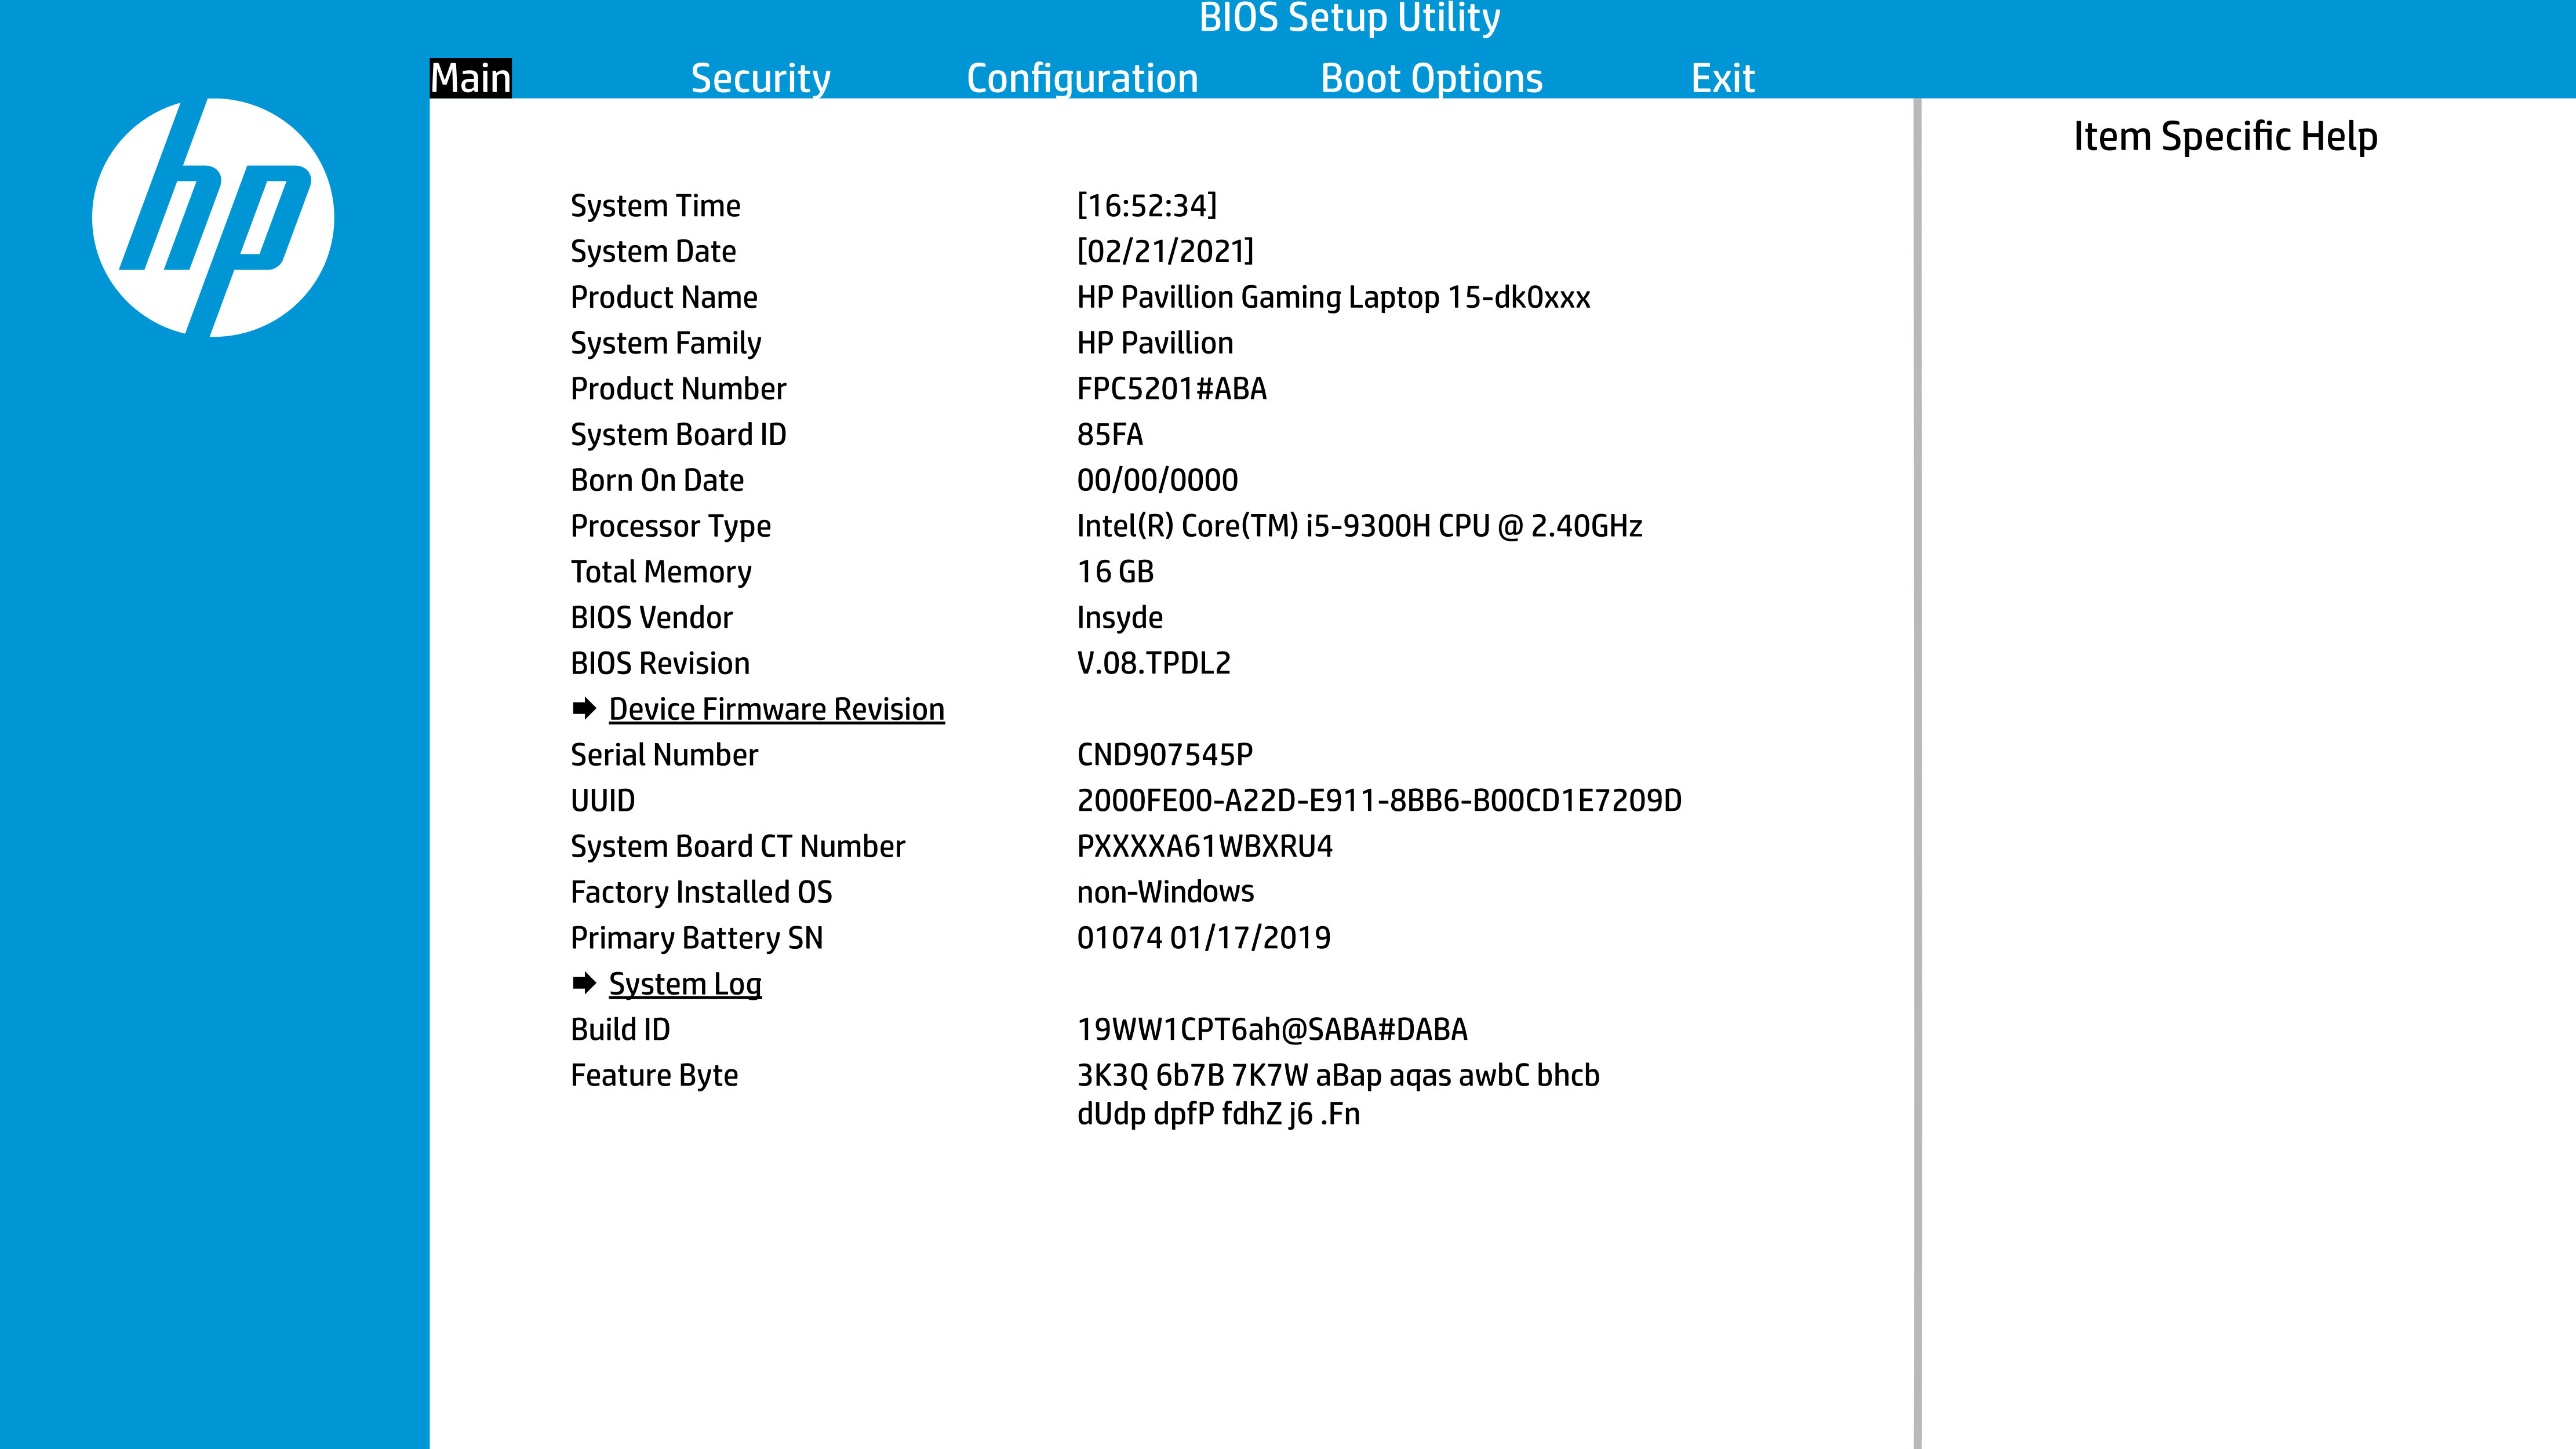 BIOS Setup Utility
Main Security Configuration Boot Options Exit
hp
Item Specific Help
System Time [16:52:34]
System Date [02/21/2021]
Product Name HP Pavillion Gaming Laptop 15-dk0xxx
System Family HP Pavillion
Product Number FPC5201#ABA
System Board ID 85FA
Born On Date 00/00/0000
Processor Type Intel(R) Core(TM) i5-9300H CPU @ 2.40GHz
Total Memory 16 GB
BIOS Vendor Insyde
BIOS Revision V.08.TPDL2
Device Firmware Revision
Serial Number CND907545P
UUID 2000FE00-A22D-E911-8BB6-B00CD1E7209D
System Board CT Number PXXXXA61WBXRU4
Factory Installed OS non-Windows
Primary Battery SN 01074 01/17/2019
System Log
Build ID 19WW1CPT6ah@SABA#DABA
Feature Byte 3K3Q 6b7B 7K7W aBap aqas awbC bhcb
dUdp dpfP fdhZ j6 .Fn